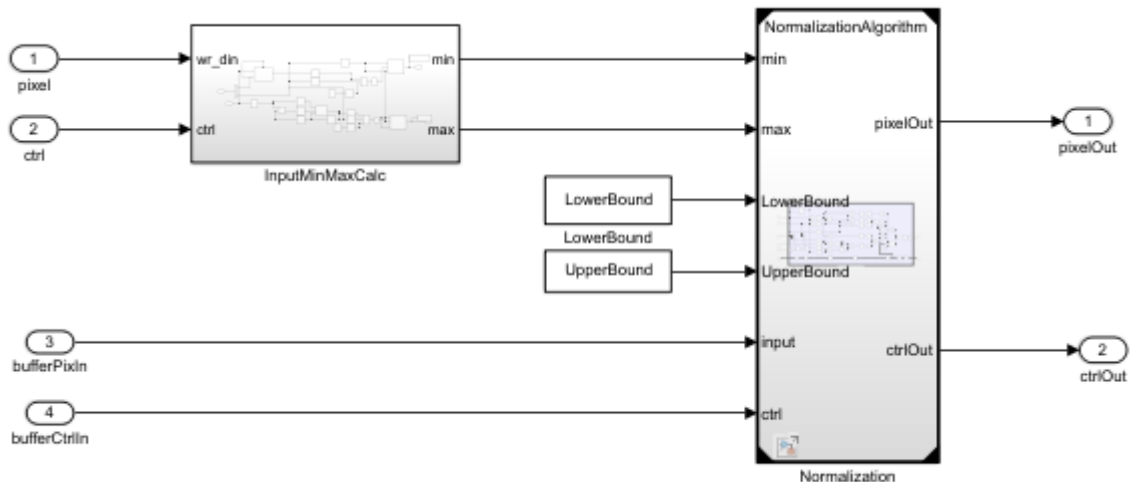 1
pixel
2
ctrl
wr_din
ctrl
min
max
InputMinMaxCalc
LowerBound
LowerBound
UpperBound
3
bufferPixIn
4
bufferCtrlIn
NormalizationAlgorithm
min
max
LowerBound
UpperBound
input
ctrl
pixelOut
ctrlOut
Normalization
1
pixelOut
2
ctrlOut